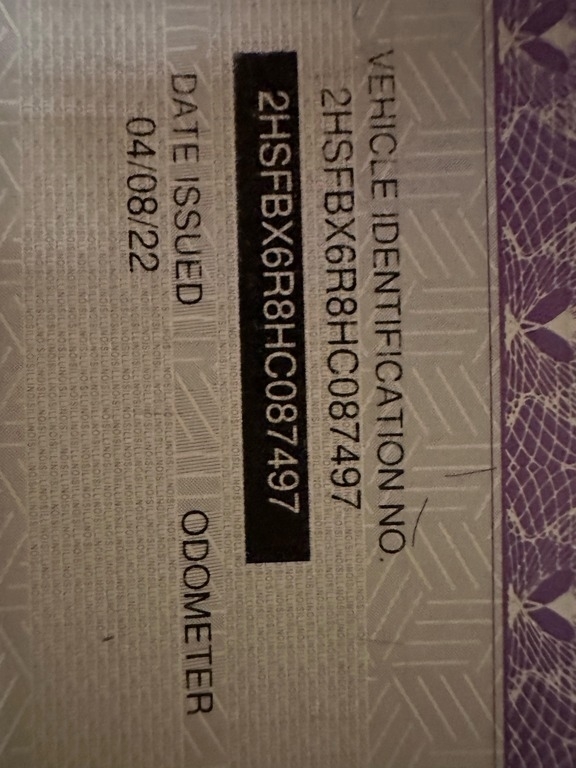 VEHICLE IDENTIFICATION NO.
2HSFBX6R8HC087497
2HSFBX6R8HC087497
DATE ISSUED ODOMETER
04/08/22